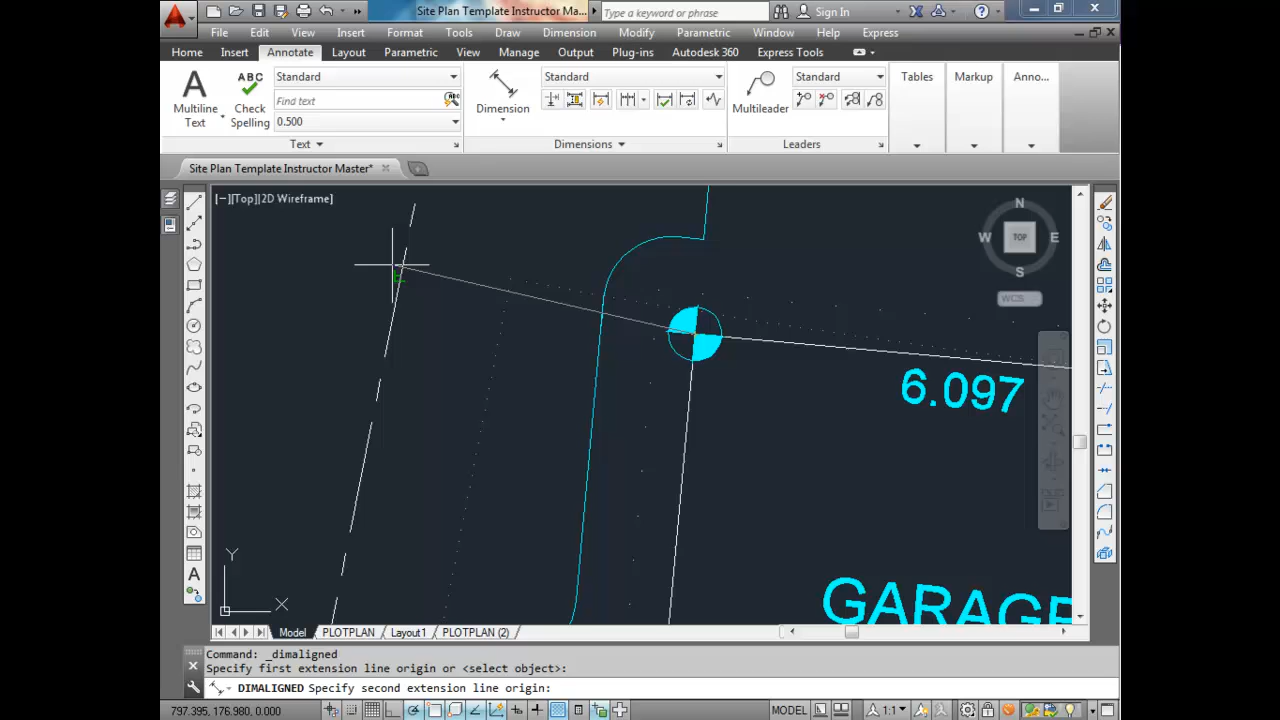 Site Plan Template Instructor Ma...
Type a keyword or phrase
Sign In
File Edit View Insert Format Tools Draw Dimension Modify Parametric Window Help Express
Home Insert Annotate Layout Parametric View Manage Output Plug-ins Autodesk 360 Express Tools
Standard
Standard
Standard
Tables
Markup
Anno...
Find text
Multiline
Text
ABC
Check
Spelling
0.500
Dimension
Multileader
Text
Dimensions
Leaders
Site Plan Template Instructor Master*
[−][Top][2D Wireframe]
N
W
TOP
E
S
WCS
6.097
GARAGE
Y
X
Model PLOTPLAN Layout1 PLOTPLAN (2)
Command: _dimaligned
Specify first extension line origin or <select object>:
DIMALIGNED Specify second extension line origin:
797.395, 176.980, 0.000
MODEL
1:1